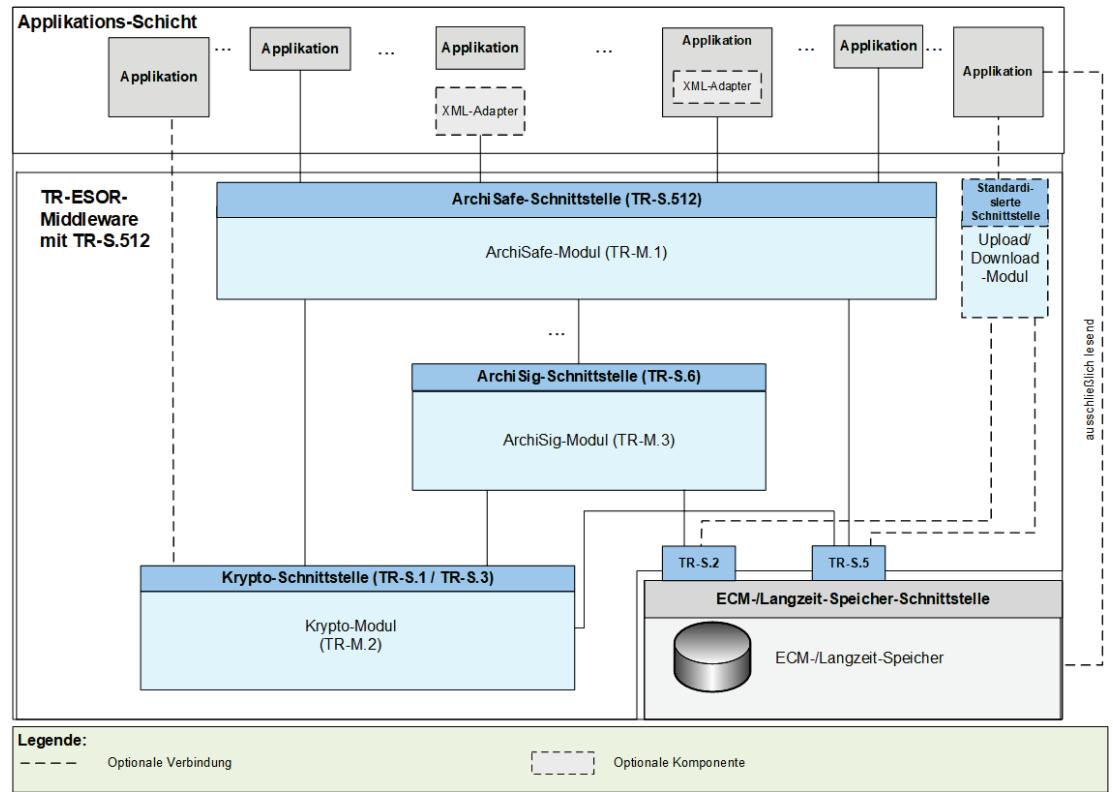 Applikations-Schicht
Applikation
...
Applikation
...
Applikation
XML-Adapter
...
Applikation
XML-Adapter
...
Applikation
...
Applikation
TR-ESOR-
Middleware
mit TR-S.512
ArchiSafe-Schnittstelle (TR-S.512)
ArchiSafe-Modul (TR-M.1)
Standardi-
sierte
Schnittstelle
Upload/
Download
-Modul
ausschließlich lesend
...
ArchiSig-Schnittstelle (TR-S.6)
ArchiSig-Modul (TR-M.3)
TR-S.2
TR-S.5
Krypto-Schnittstelle (TR-S.1 / TR-S.3)
Krypto-Modul
(TR-M.2)
ECM-/Langzeit-Speicher-Schnittstelle
ECM-/Langzeit-Speicher
Legende:
Optionale Verbindung
Optionale Komponente